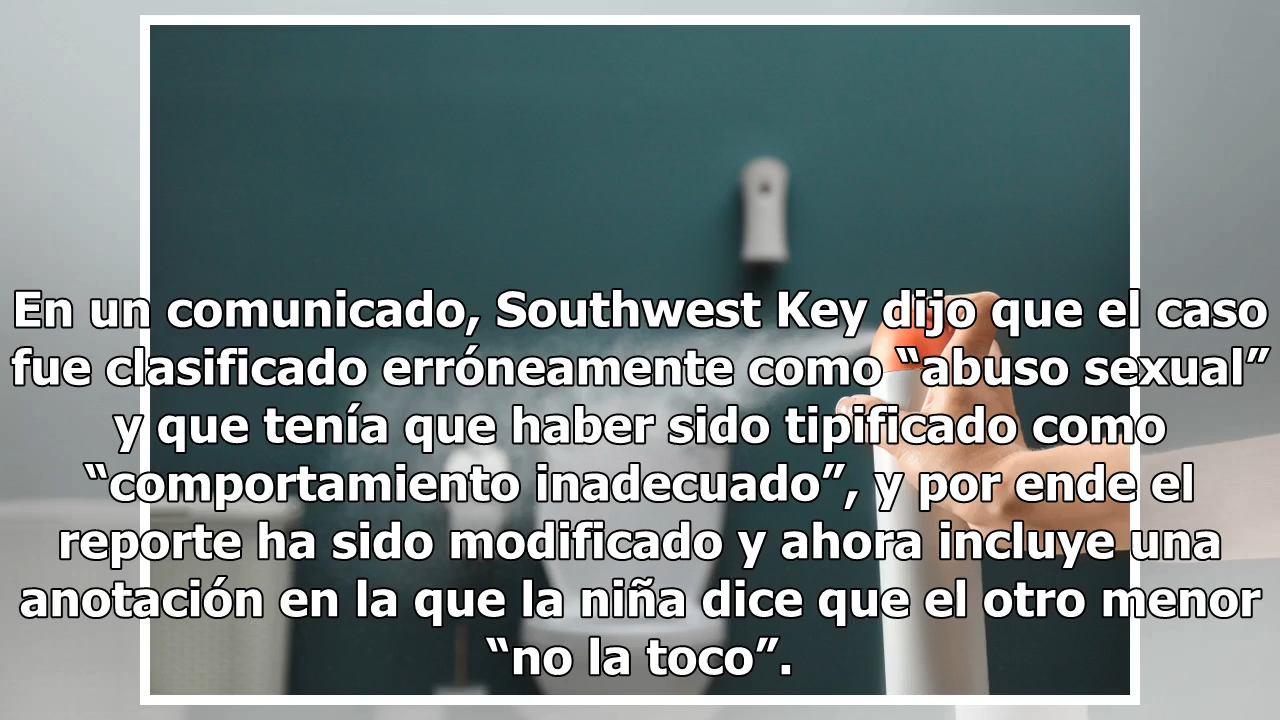 En un comunicado, Southwest Key dijo que el caso
fue clasificado erróneamente como “abuso sexual”
y que tenía que haber sido tipificado como
“comportamiento inadecuado”, y por ende el
reporte ha sido modificado y ahora incluye una
anotación en la que la niña dice que el otro menor
“no la toco”.